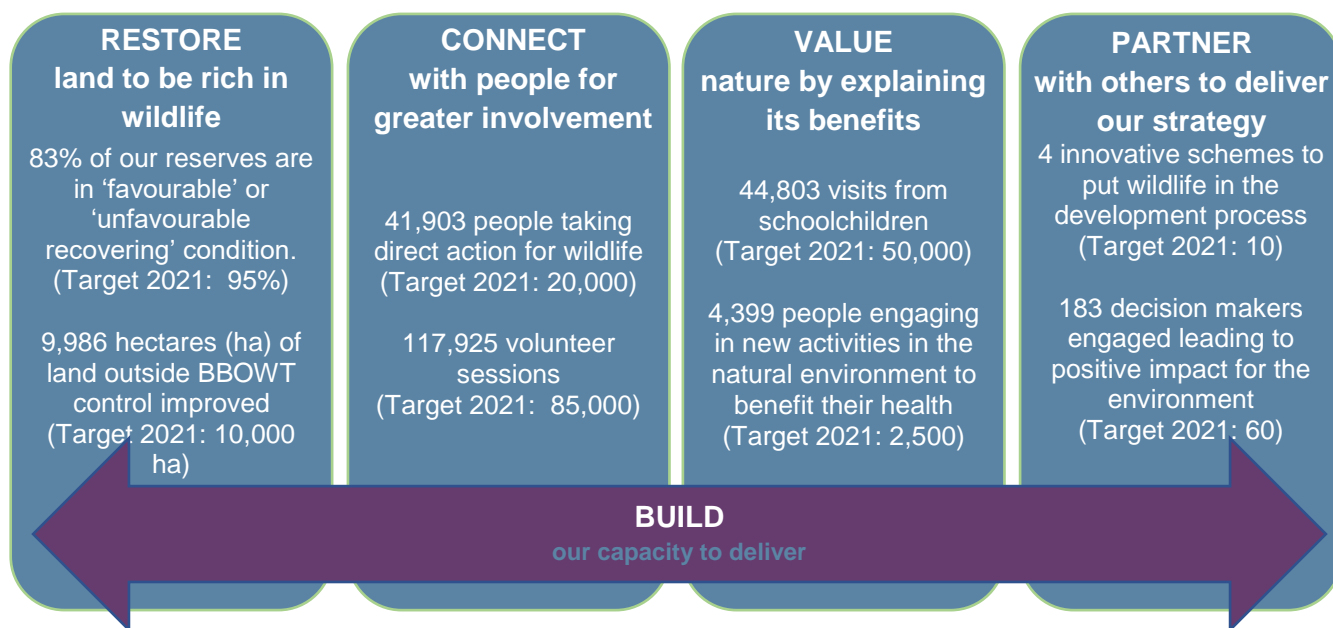 RESTORE
land to be rich in
wildlife
83% of our reserves are
in ‘favourable’ or
‘unfavourable
recovering’ condition.
(Target 2021:  95%)
9,986 hectares (ha) of
land outside BBOWT
control improved
(Target 2021: 10,000
ha)
CONNECT
with people for
greater involvement
41,903 people taking
direct action for wildlife
(Target 2021: 20,000)
117,925 volunteer
sessions
(Target 2021:  85,000)
VALUE
nature by explaining
its benefits
44,803 visits from
schoolchildren
(Target 2021: 50,000)
4,399 people engaging
in new activities in the
natural environment to
benefit their health
(Target 2021: 2,500)
PARTNER
with others to deliver
our strategy
4 innovative schemes to
put wildlife in the
development process
(Target 2021: 10)
183 decision makers
engaged leading to
positive impact for the
environment
(Target 2021: 60)
BUILD
our capacity to deliver